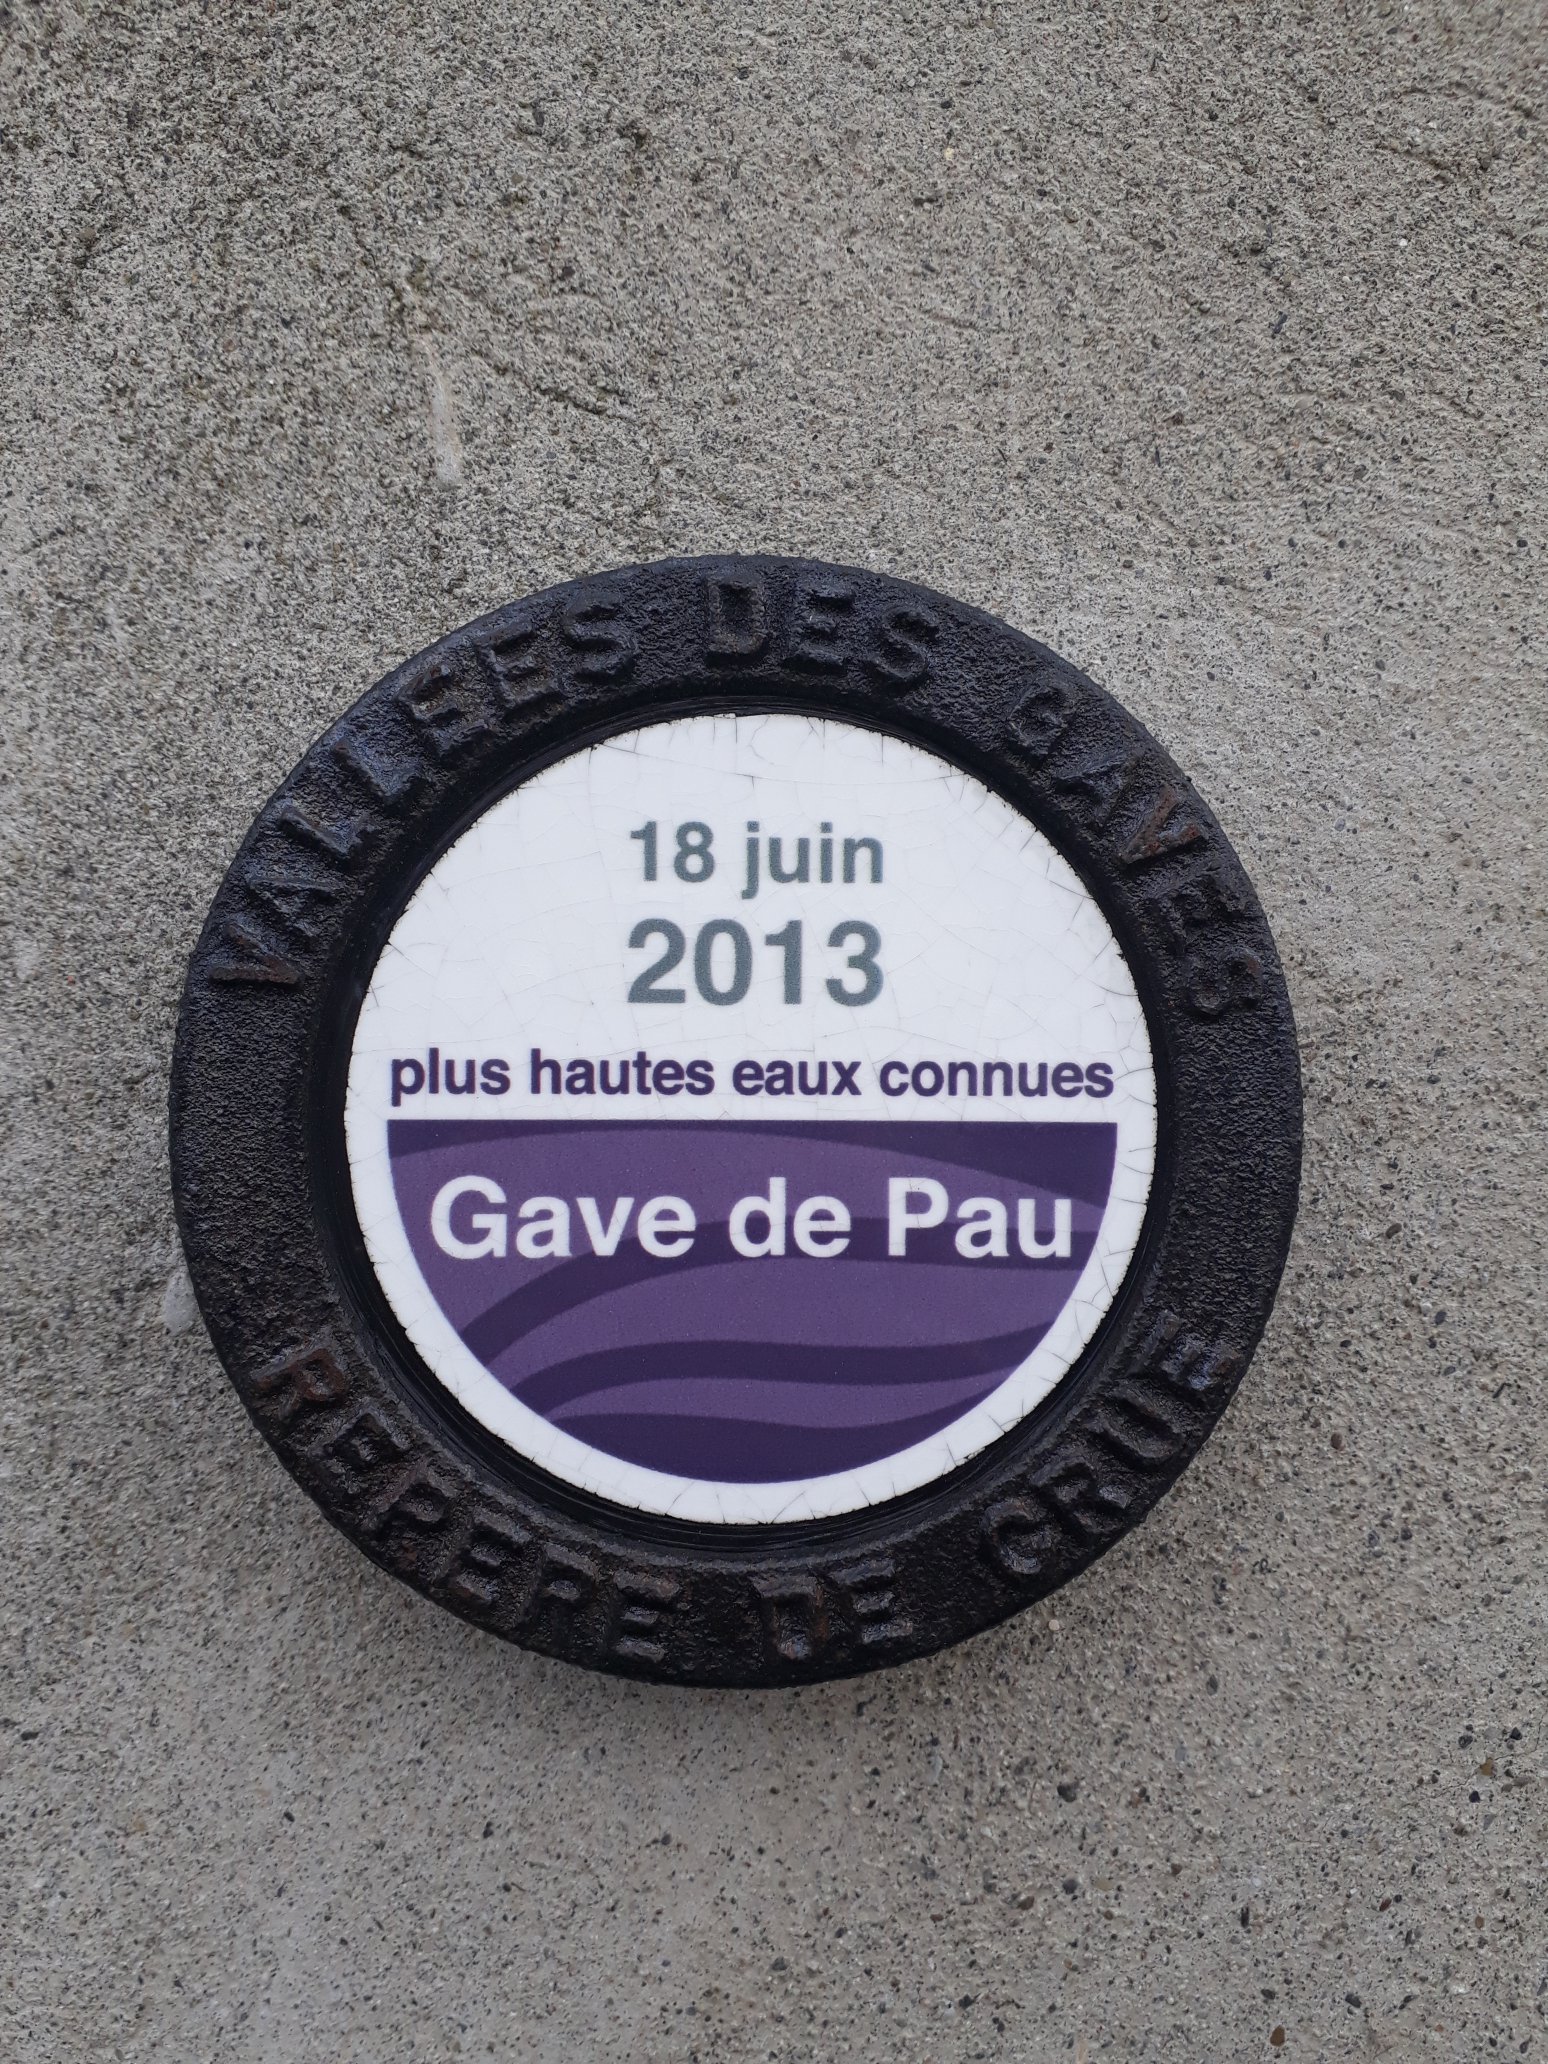 VALLEES DES GAVES
18 juin
2013
plus hautes eaux connues
Gave de Pau
REPERE DE CRUE